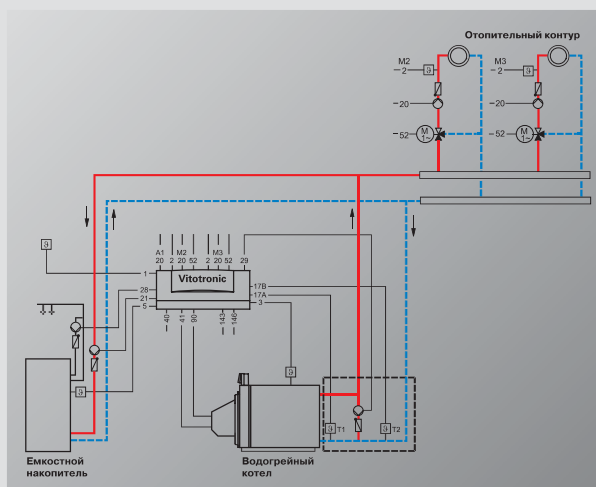 Отопительный контур
M2 M3
2 2
20 20
52 52
M M
1~ 1~
A1 M2 M3
20 2 20 52 2 20 52 29
1
Vitotronic
28 17B
21 17A
5 3
40 41 90 143 146
T1 T2
Емкостной
накопитель
Водогрейный
котел